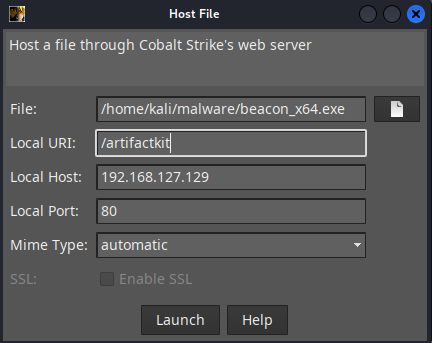 Host File
Host a file through Cobalt Strike's web server
File: /home/kali/malware/beacon_x64.exe
Local URI: /artifactkit
Local Host: 192.168.127.129
Local Port: 80
Mime Type: automatic
SSL: Enable SSL
Launch Help